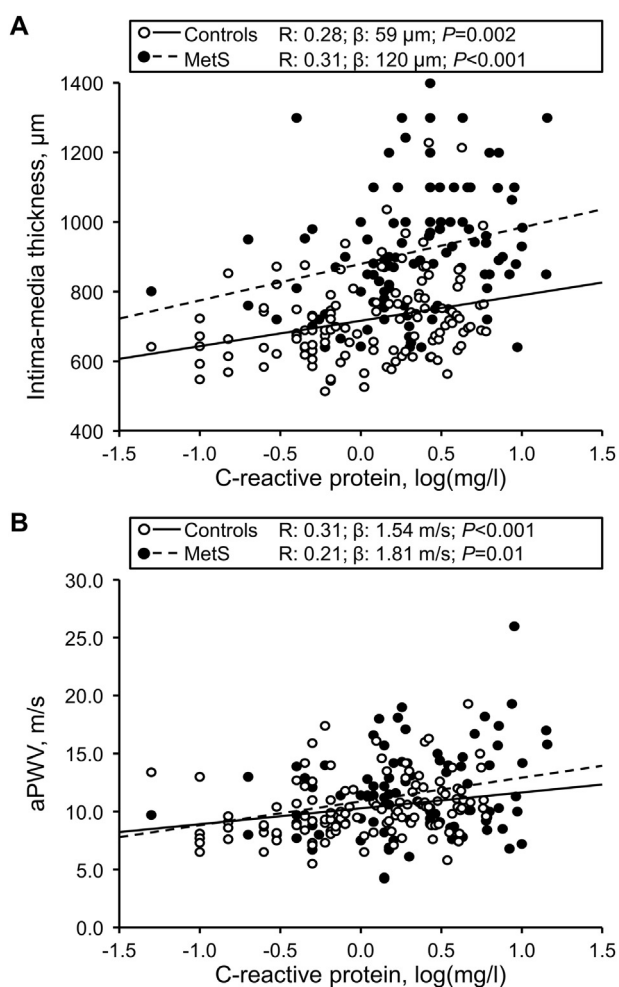 A
Controls R: 0.28; β: 59 µm; P=0.002
MetS R: 0.31; β: 120 µm; P<0.001
Intima-media thickness, µm
1400
1200
1000
800
600
400
-1.5 -1.0 -0.5 0.0 0.5 1.0 1.5
C-reactive protein, log(mg/l)
B
Controls R: 0.31; β: 1.54 m/s; P<0.001
MetS R: 0.21; β: 1.81 m/s; P=0.01
aPWV, m/s
30.0
25.0
20.0
15.0
10.0
5.0
0.0
-1.5 -1.0 -0.5 0.0 0.5 1.0 1.5
C-reactive protein, log(mg/l)